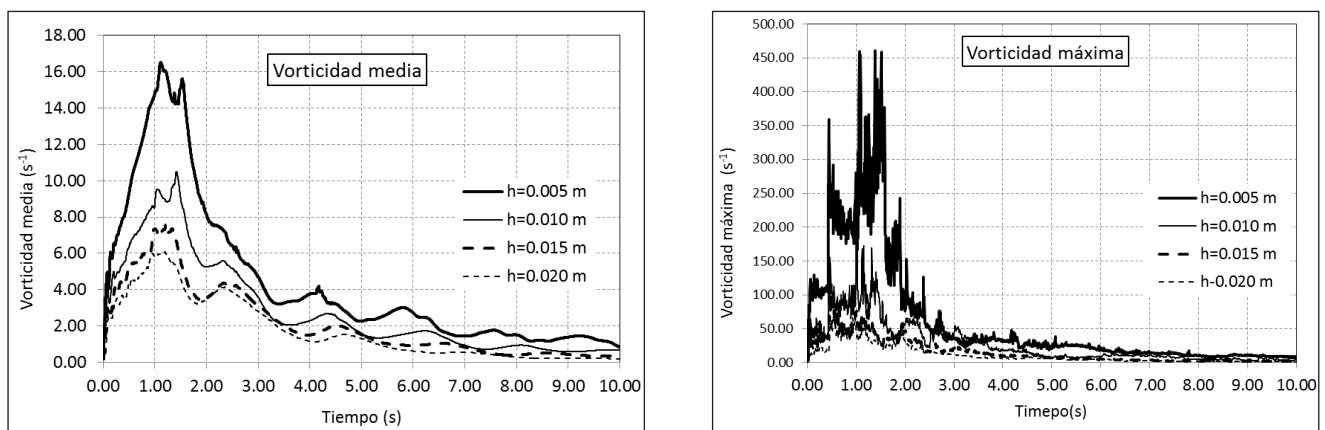 Vorticidad media
18.00
16.00
14.00
12.00
10.00
8.00
6.00
4.00
2.00
0.00
Vorticidad media (s-1)
h=0.005 m
h=0.010 m
h=0.015 m
h=0.020 m
0.00 1.00 2.00 3.00 4.00 5.00 6.00 7.00 8.00 9.00 10.00
Tiempo (s)
Vorticidad máxima
500.00
450.00
400.00
350.00
300.00
250.00
200.00
150.00
100.00
50.00
0.00
Vorticidad máxima (s-1)
h=0.005 m
h=0.010 m
h=0.015 m
h-0.020 m
0.00 1.00 2.00 3.00 4.00 5.00 6.00 7.00 8.00 9.00 10.00
Timepo(s)